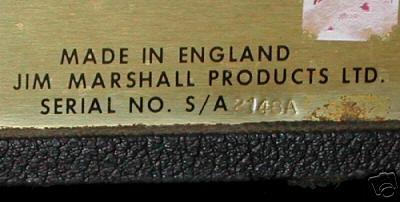 MADE IN ENGLAND
JIM MARSHALL PRODUCTS LTD.
SERIAL NO. S/A